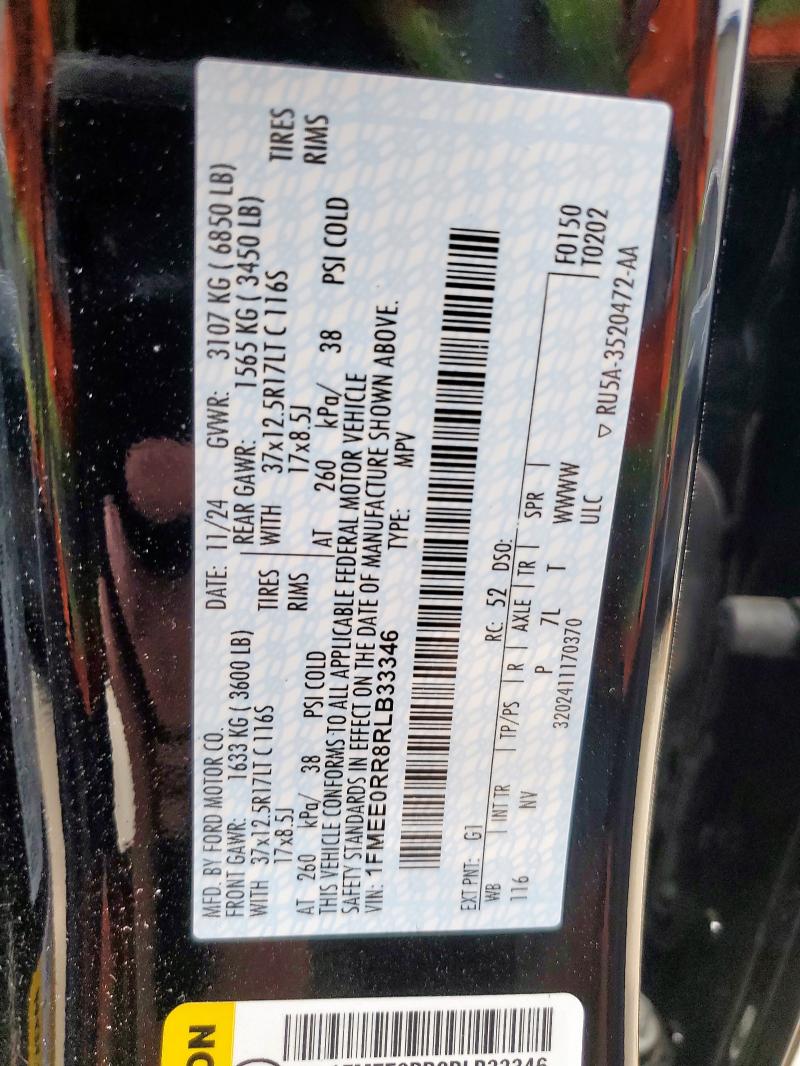 MFD. BY FORD MOTOR CO. DATE: 11/24 GVWR: 3107 KG ( 6850 LB)
FRONT GAWR: 1633 KG ( 3600 LB) REAR GAWR: 1565 KG ( 3450 LB)
WITH 37x12.5R17LT C 116S TIRES WITH 37x12.5R17LT C 116S TIRES
17x8.5J RIMS 17x8.5J RIMS
AT 260 kPa/ 38 PSI COLD AT 260 kPa/ 38 PSI COLD
THIS VEHICLE CONFORMS TO ALL APPLICABLE FEDERAL MOTOR VEHICLE
SAFETY STANDARDS IN EFFECT ON THE DATE OF MANUFACTURE SHOWN ABOVE.
VIN: 1FMEE0RR8RLB33346 TYPE: MPV
EXT PNT: G1 RC: 52 DSO: F0150
WB INT TR TP/PS R AXLE TR SPR T0202
116 NV P 7L T WWWW
3202411170370 ULC
▽ RU5A-3520472-AA
ON
1FMEE0RR8RLB33346